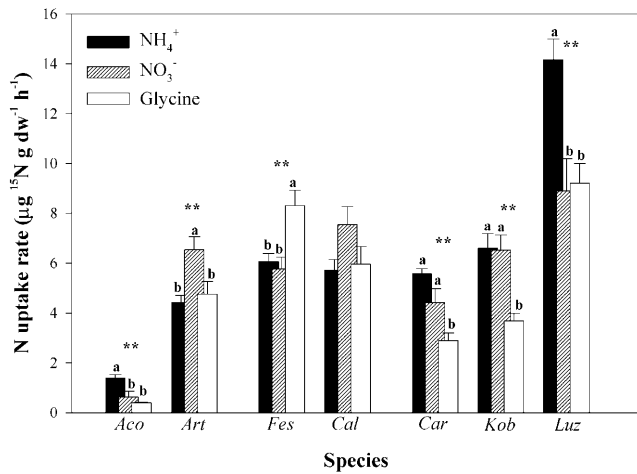 N uptake rate (µg ¹⁵N g dw⁻¹ h⁻¹)
16
14
12
10
8
6
4
2
0
NH₄⁺
NO₃⁻
Glycine
a b b **
b a b **
b b a **
a a b **
a a b **
a b b **
Aco Art Fes Cal Car Kob Luz
Species